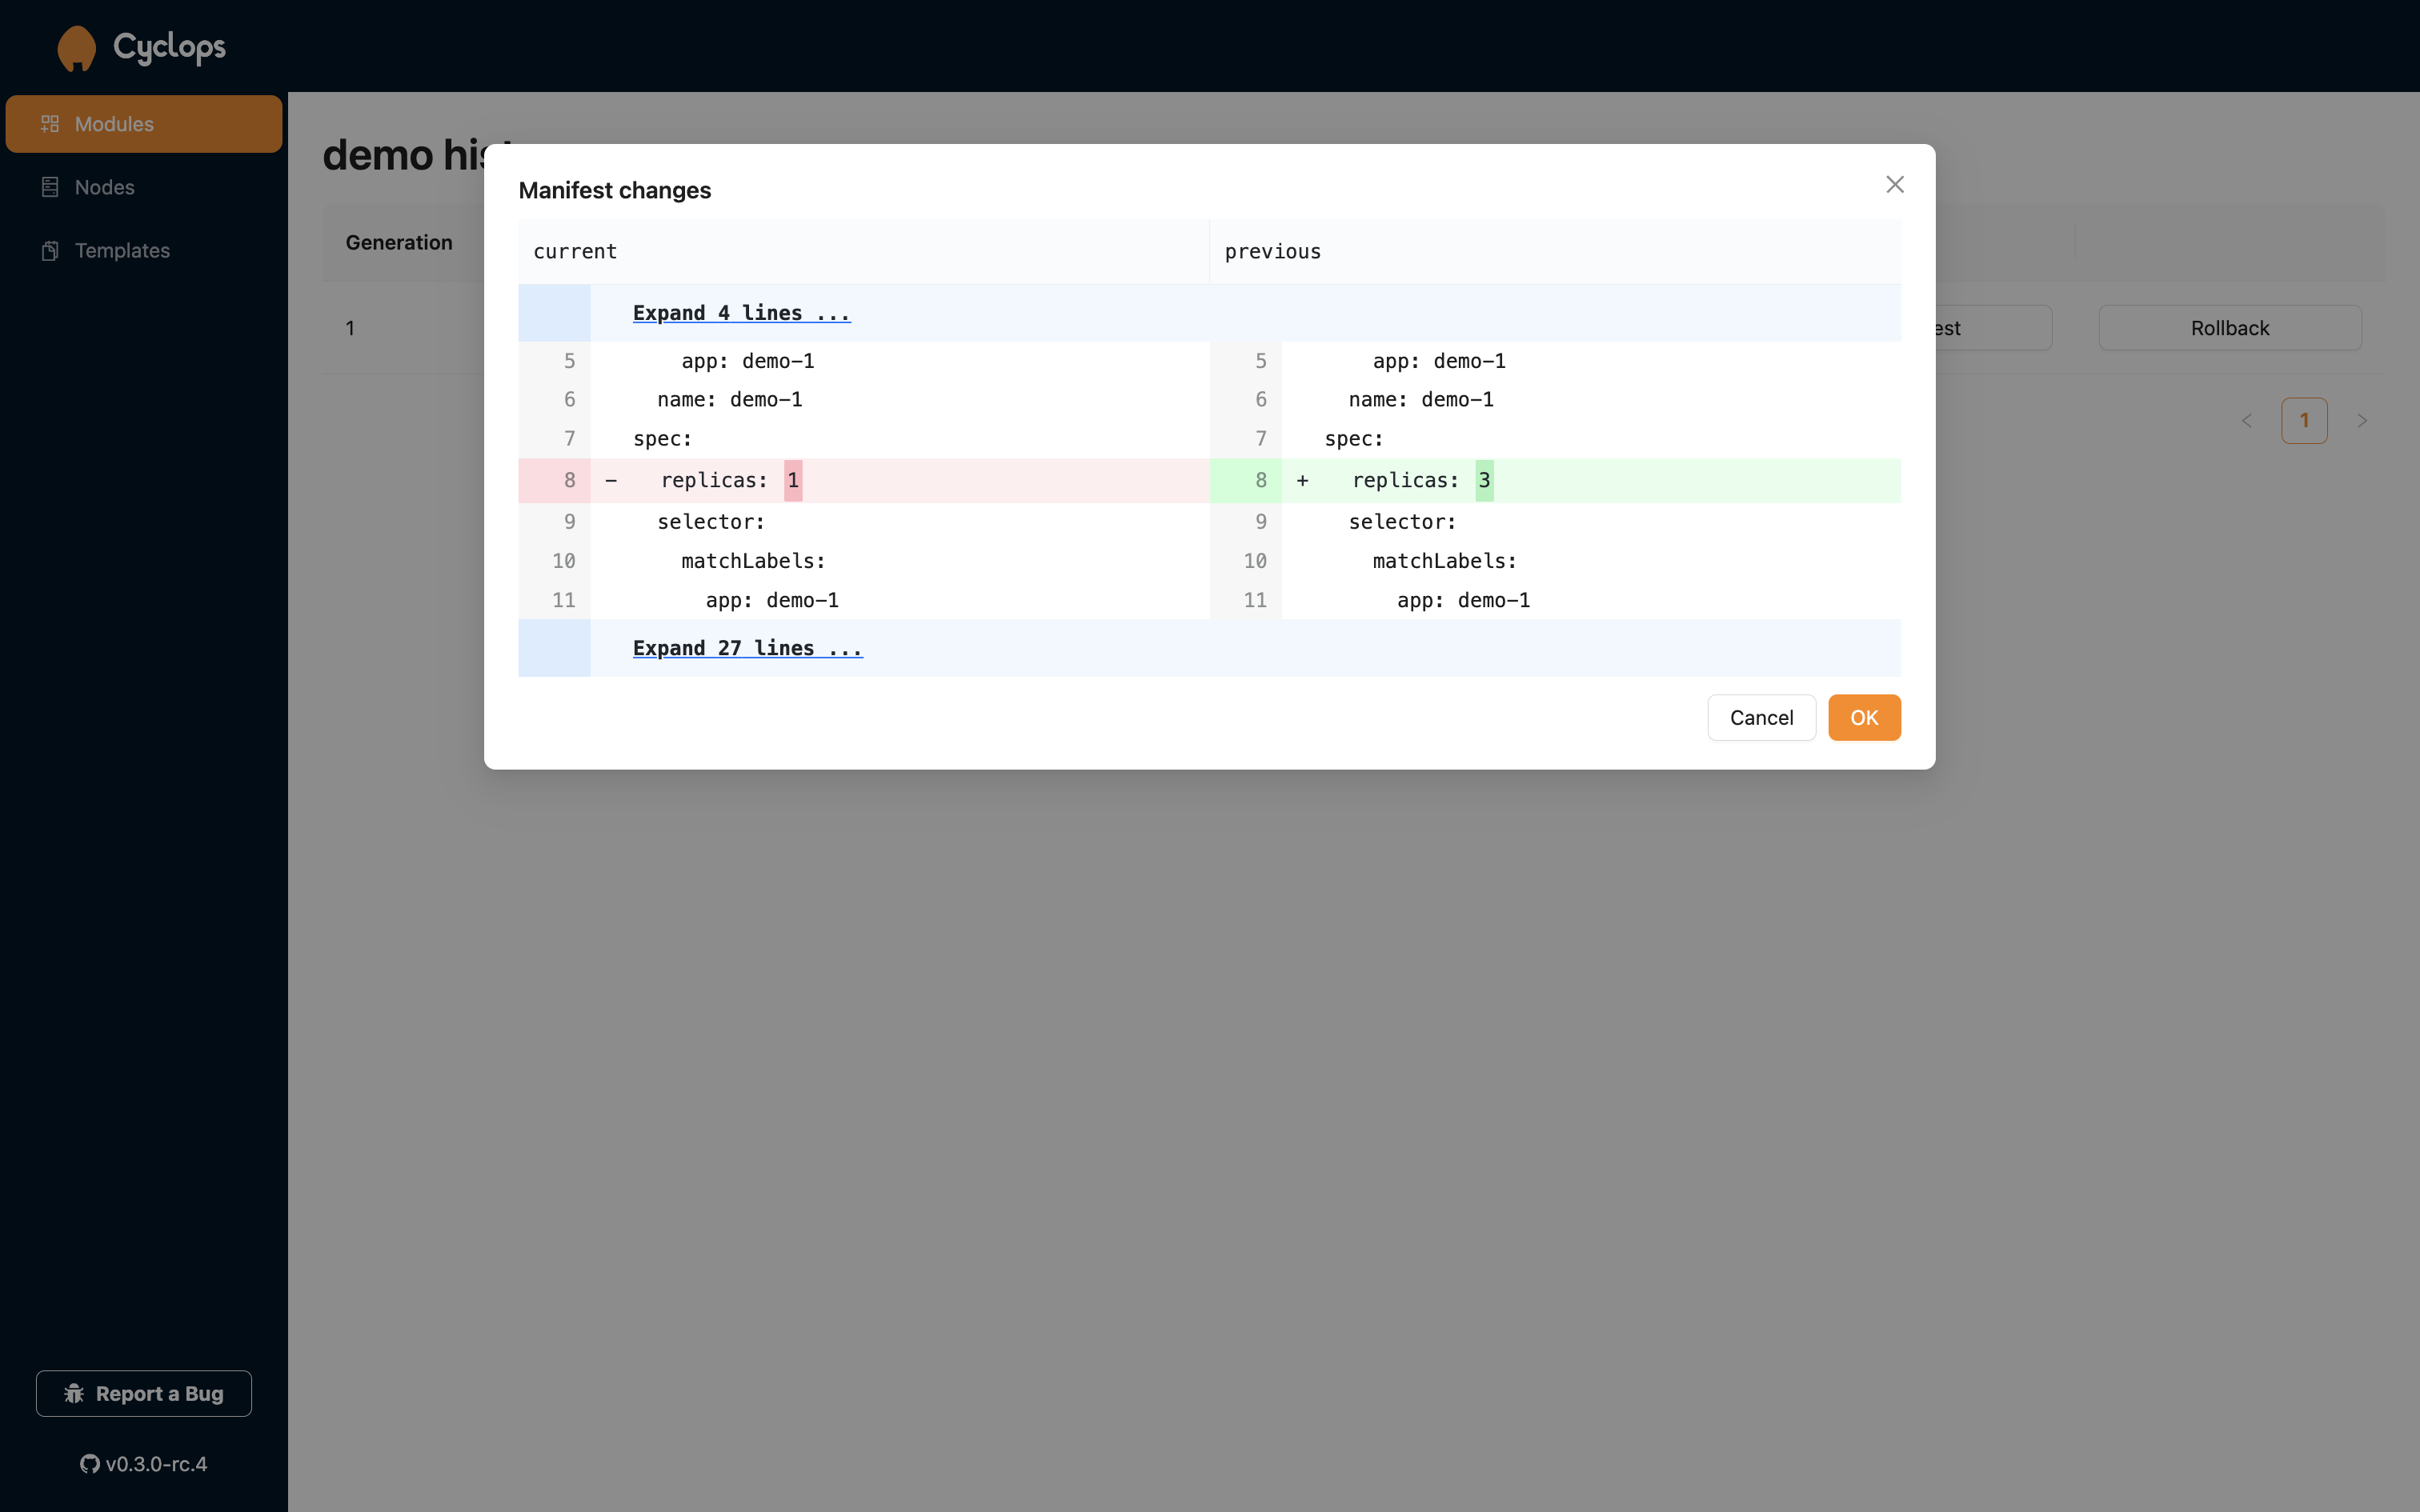 Cyclops
Modules
Nodes
Templates
demo his
Generation
1
est
Rollback
1
Manifest changes
current previous
Expand 4 lines ...
5 app: demo-1 5 app: demo-1
6 name: demo-1 6 name: demo-1
7 spec: 7 spec:
8 - replicas: 1 8 + replicas: 3
9 selector: 9 selector:
10 matchLabels: 10 matchLabels:
11 app: demo-1 11 app: demo-1
Expand 27 lines ...
Cancel OK
Report a Bug
v0.3.0-rc.4